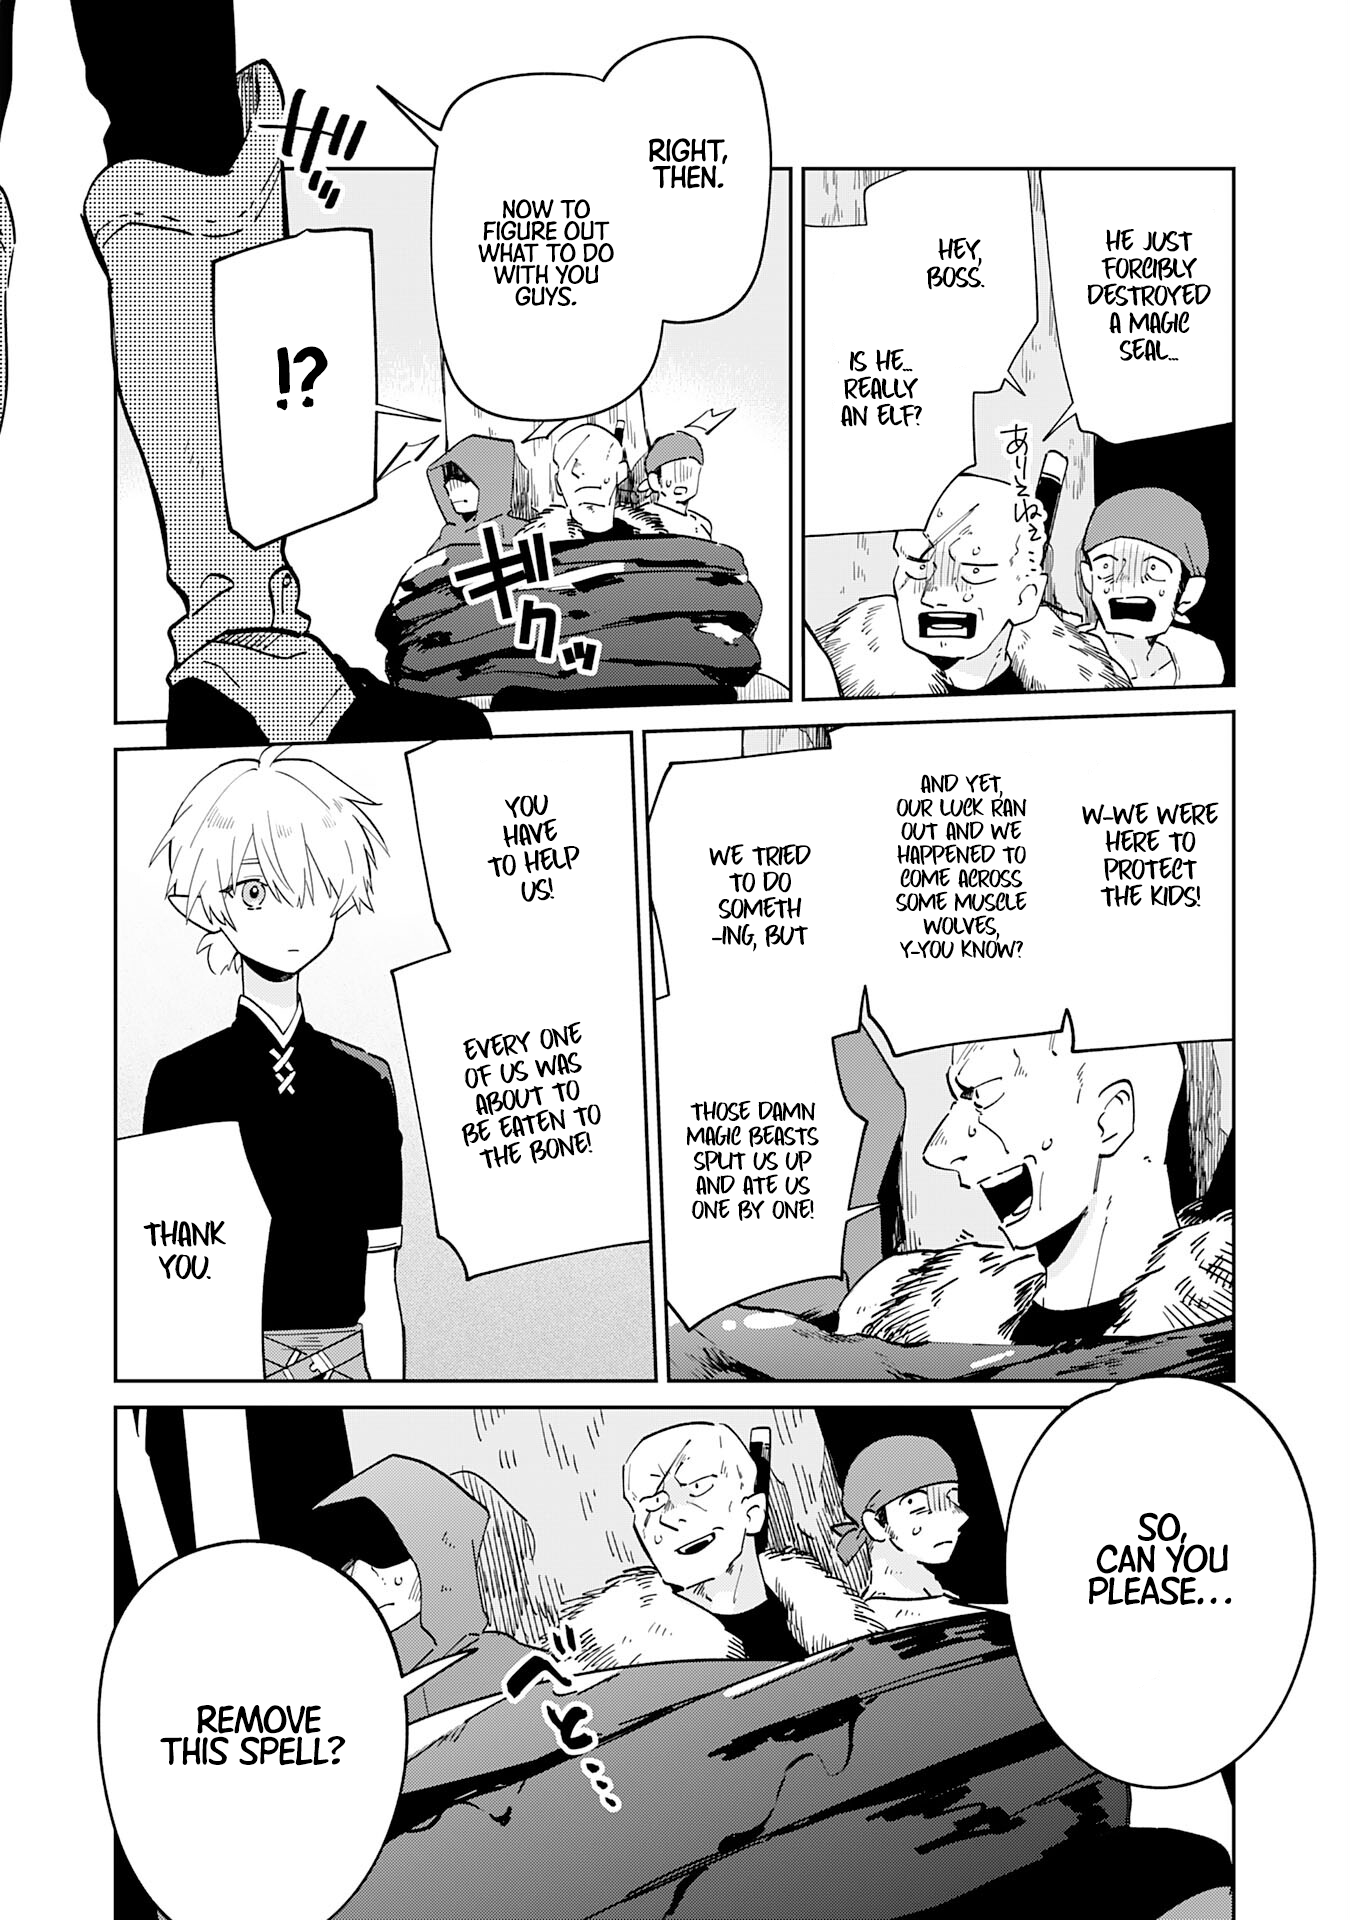 HE JUST
FORCIBLY
DESTROYED
A MAGIC
SEAL...
HEY,
BOSS.
IS HE...
REALLY
AN ELF?
ありえねぇ…
RIGHT,
THEN.
NOW TO
FIGURE OUT
WHAT TO DO
WITH YOU
GUYS.
!?
ギクッ
W-WE WERE
HERE TO
PROTECT
THE KIDS!
AND YET,
OUR LUCK RAN
OUT AND WE
HAPPENED TO
COME ACROSS
SOME MUSCLE
WOLVES,
Y-YOU KNOW?
WE TRIED
TO DO
SOMETH
-ING, BUT
THOSE DAMN
MAGIC BEASTS
SPLIT US UP
AND ATE US
ONE BY ONE!
YOU
HAVE
TO HELP
US!
EVERY ONE
OF US WAS
ABOUT TO
BE EATEN TO
THE BONE!
THANK
YOU.
SO,
CAN YOU
PLEASE...
べと…
REMOVE
THIS SPELL?